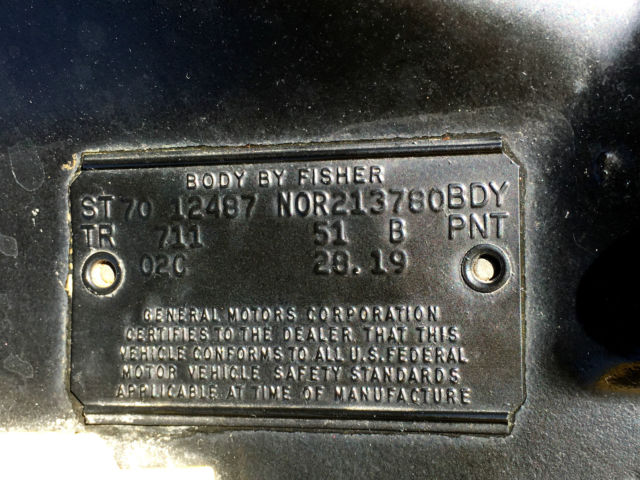 BODY BY FISHER
ST 70 12487 NOR213780 BDY
TR 711 51 B PNT
02C 28.19
GENERAL MOTORS CORPORATION
CERTIFIES TO THE DEALER THAT THIS
VEHICLE CONFORMS TO ALL U.S. FEDERAL
MOTOR VEHICLE SAFETY STANDARDS
APPLICABLE AT TIME OF MANUFACTURE